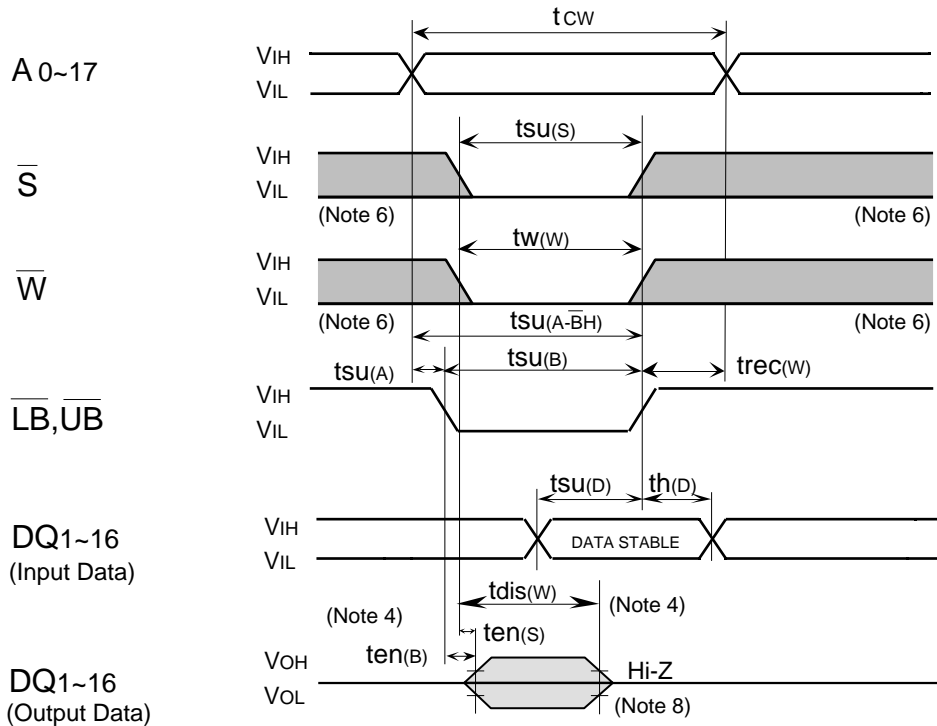 tCW
A 0~17
VIH
VIL
tsu(S)
S
VIH
VIL
(Note 6)
(Note 6)
tw(W)
W
VIH
VIL
(Note 6)
(Note 6)
tsu(A-BH)
tsu(A)
tsu(B)
trec(W)
LB,UB
VIH
VIL
tsu(D)
th(D)
DQ1~16
(Input Data)
VIH
VIL
DATA STABLE
tdis(W)
(Note 4)
(Note 4)
ten(S)
ten(B)
DQ1~16
(Output Data)
VOH
VOL
Hi-Z
(Note 8)